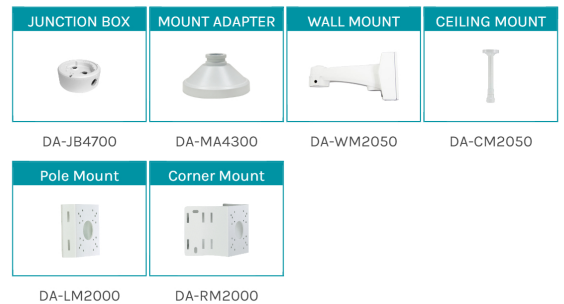 JUNCTION BOX
MOUNT ADAPTER
WALL MOUNT
CEILING MOUNT
DA-JB4700
DA-MA4300
DA-WM2050
DA-CM2050
Pole Mount
Corner Mount
DA-LM2000
DA-RM2000